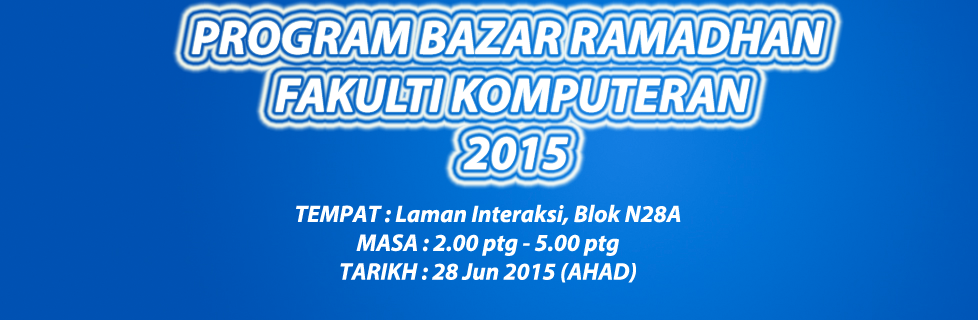 PROGRAM BAZAR RAMADHAN
FAKULTI KOMPUTERAN
2015
TEMPAT : Laman Interaksi, Blok N28A
MASA : 2.00 ptg - 5.00 ptg
TARIKH : 28 Jun 2015 (AHAD)